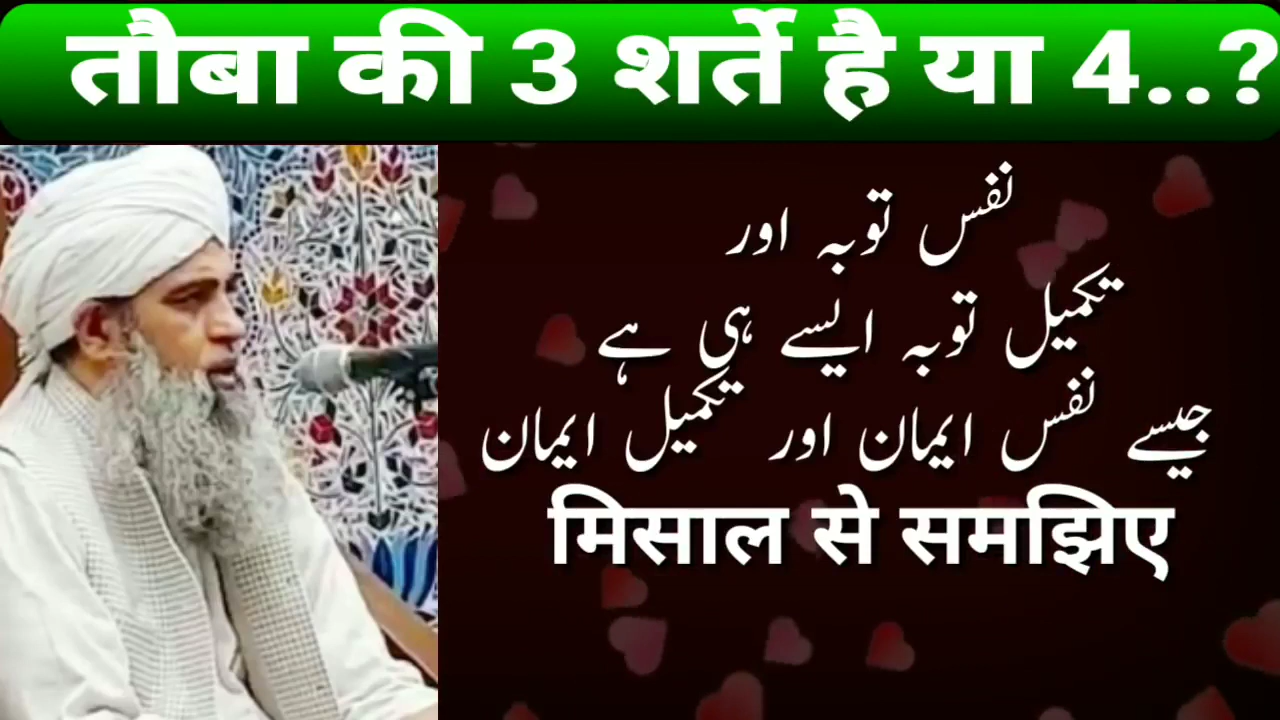 तौबा की 3 शर्ते है या 4..?
نفس توبہ اور
تکمیل توبہ ایسے ہی ہے
جیسے نفس ایمان اور تکمیل ایمان
मिसाल से समझिए